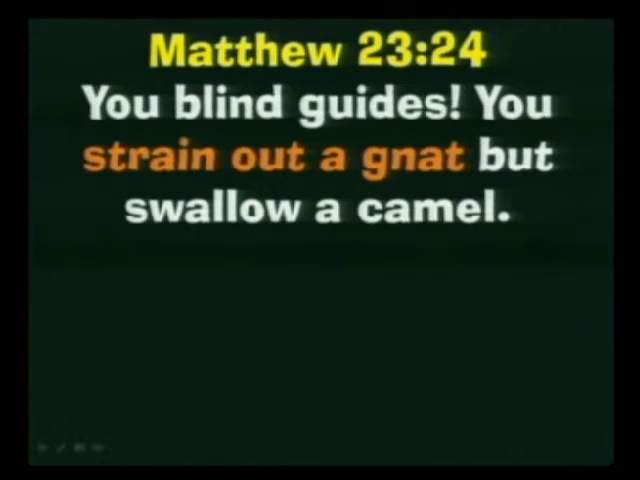 Matthew 23:24
You blind guides! You
strain out a gnat but
swallow a camel.